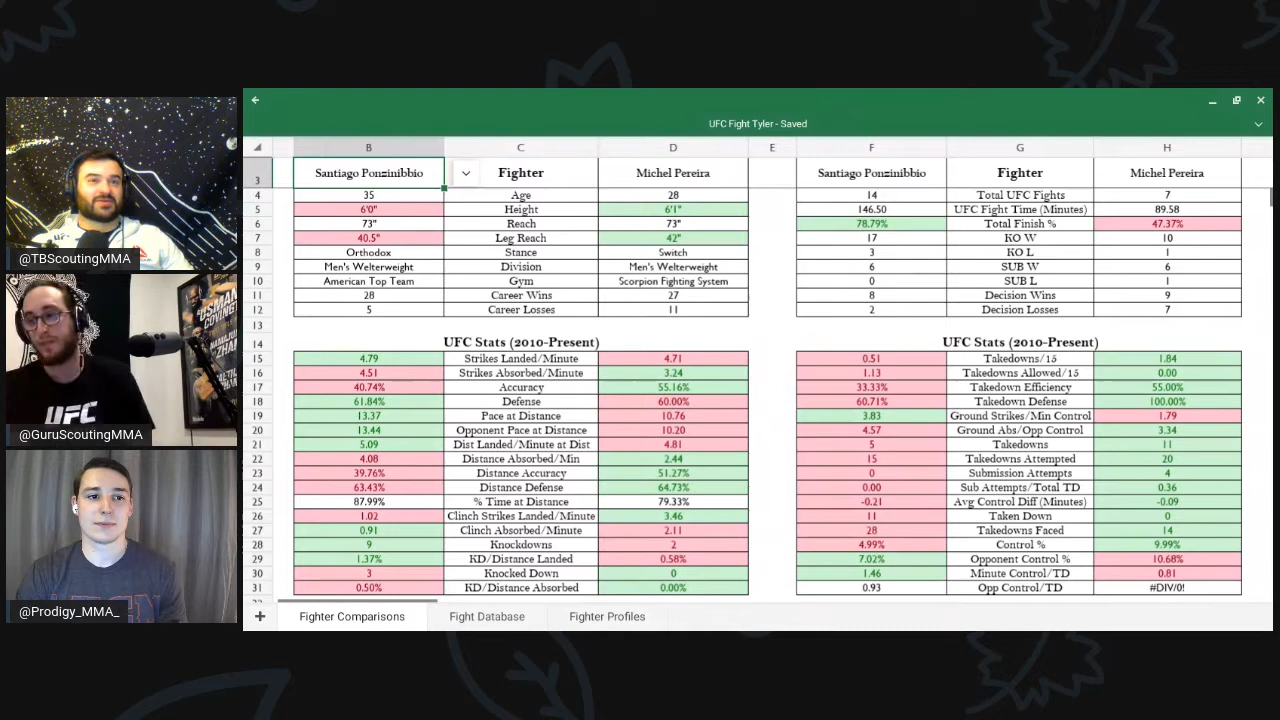 UFC Fight Tyler - Saved
B C D E F G H
3 Santiago Ponzinibbio Fighter Michel Pereira Santiago Ponzinibbio Fighter Michel Pereira
4 35 Age 28 14 Total UFC Fights 7
5 6'0" Height 6'1" 146.50 UFC Fight Time (Minutes) 89.58
6 73" Reach 73" 78.79% Total Finish % 47.37%
7 40.5" Leg Reach 42" 17 KO W 10
8 Orthodox Stance Switch 3 KO L 1
9 Men's Welterweight Division Men's Welterweight 6 SUB W 6
10 American Top Team Gym Scorpion Fighting System 0 SUB L 1
11 28 Career Wins 27 8 Decision Wins 9
12 5 Career Losses 11 2 Decision Losses 7
13
14 UFC Stats (2010-Present) UFC Stats (2010-Present)
15 4.79 Strikes Landed/Minute 4.71 0.51 Takedowns/15 1.84
16 4.51 Strikes Absorbed/Minute 3.24 1.13 Takedowns Allowed/15 0.00
17 40.74% Accuracy 55.16% 33.33% Takedown Efficiency 55.00%
18 61.84% Defense 60.00% 60.71% Takedown Defense 100.00%
19 13.37 Pace at Distance 10.76 3.83 Ground Strikes/Min Control 1.79
20 13.44 Opponent Pace at Distance 10.20 4.57 Ground Abs/Opp Control 3.34
21 5.09 Dist Landed/Minute at Dist 4.81 5 Takedowns 11
22 4.08 Distance Absorbed/Min 2.44 15 Takedowns Attempted 20
23 39.76% Distance Accuracy 51.27% 0 Submission Attempts 4
24 63.43% Distance Defense 64.73% 0.00 Sub Attempts/Total TD 0.36
25 87.99% % Time at Distance 79.33% -0.21 Avg Control Diff (Minutes) -0.09
26 1.02 Clinch Strikes Landed/Minute 3.46 11 Taken Down 0
27 0.91 Clinch Absorbed/Minute 2.11 28 Takedowns Faced 14
28 9 Knockdowns 2 4.99% Control % 9.99%
29 1.37% KD/Distance Landed 0.58% 7.02% Opponent Control % 10.68%
30 3 Knocked Down 0 1.46 Minute Control/TD 0.81
31 0.50% KD/Distance Absorbed 0.00% 0.93 Opp Control/TD #DIV/0!
Fighter Comparisons Fight Database Fighter Profiles
@TBScoutingMMA
USMAN
COVINGTON
UFC
@GuruScoutingMMA
@Prodigy_MMA_